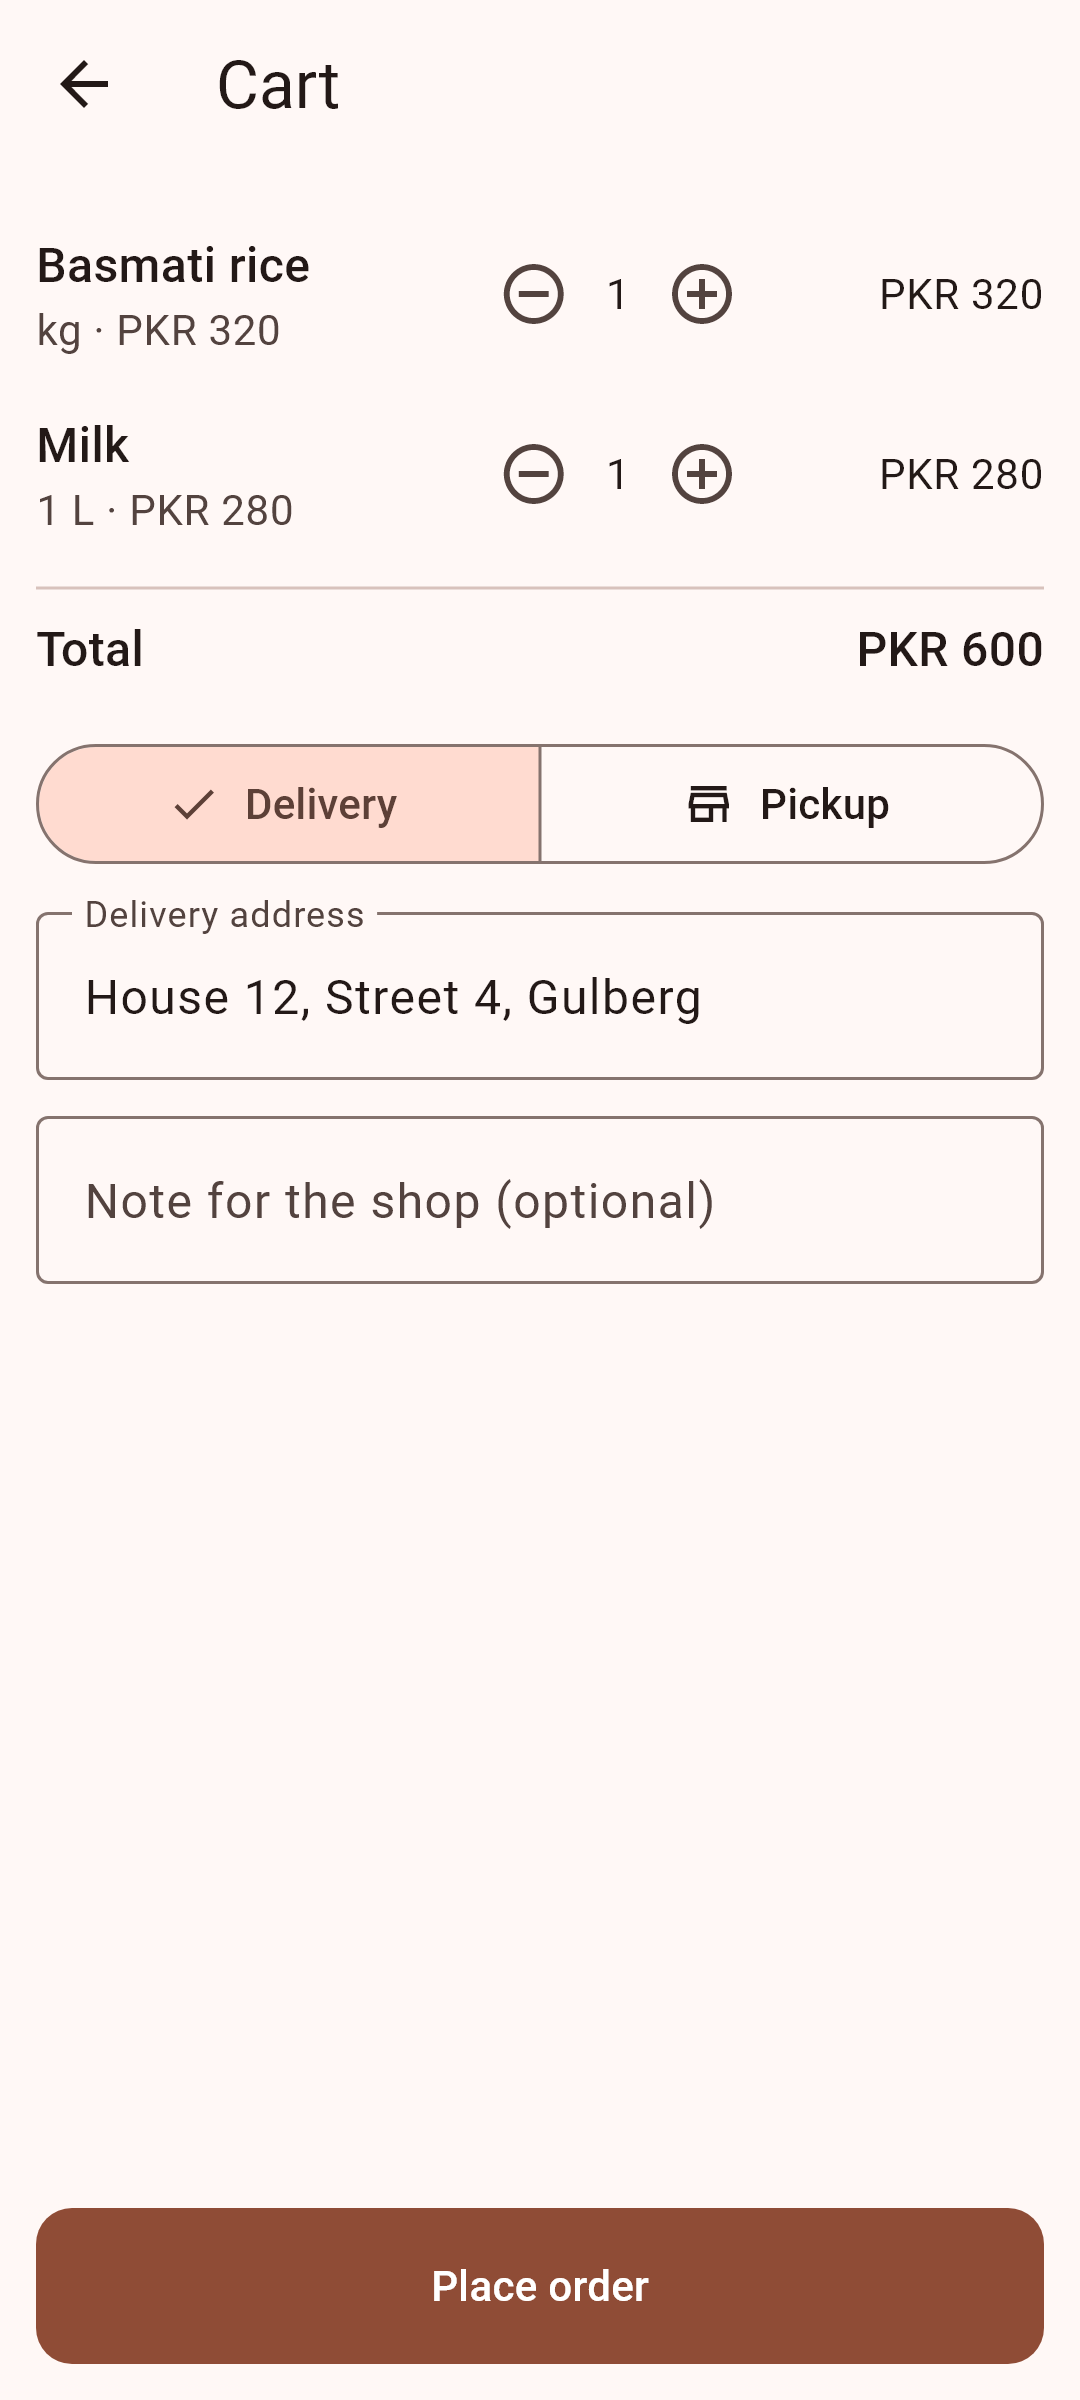 Cart
Basmati rice
kg · PKR 320
1
PKR 320
Milk
1 L · PKR 280
1
PKR 280
Total
PKR 600
Delivery
Pickup
Delivery address
House 12, Street 4, Gulberg
Note for the shop (optional)
Place order